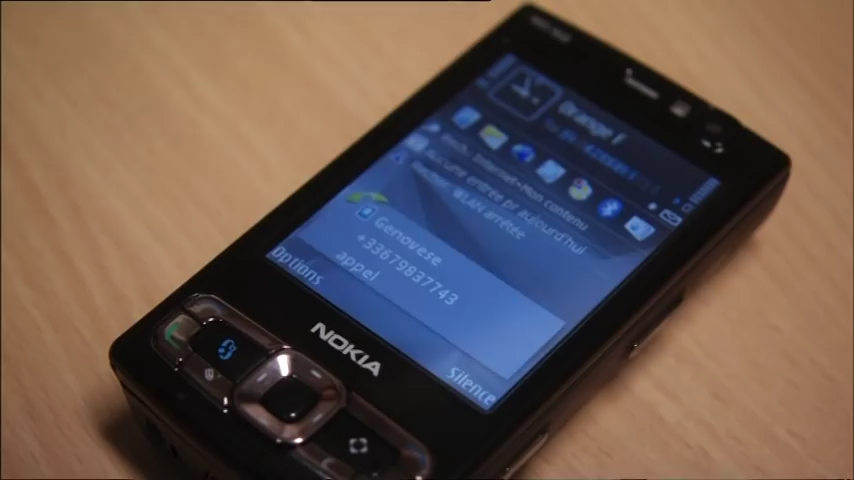 Orange f
Rech. Internet+Mon contenu
Aucune entrée pr aujourd'hui
Recher. WLAN arrêtée
Genovese
+33679837743
appel
Options
Silence
NOKIA